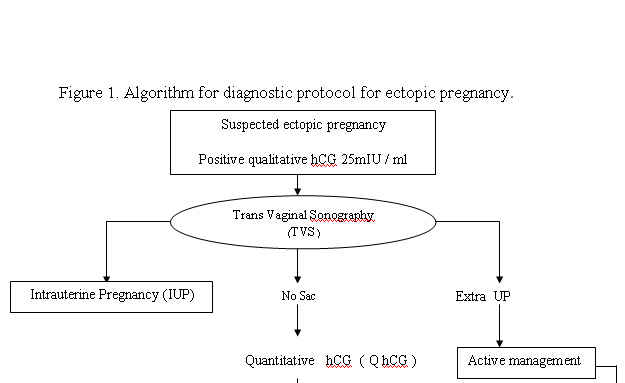 Figure 1. Algorithm for diagnostic protocol for ectopic pregnancy.
Suspected ectopic pregnancy
Positive qualitative hCG 25mIU / ml
Trans Vaginal Sonography
(TVS)
Intrauterine Pregnancy (IUP)
No Sac
Extra UP
Quantitative hCG ( QhCG )
Active management